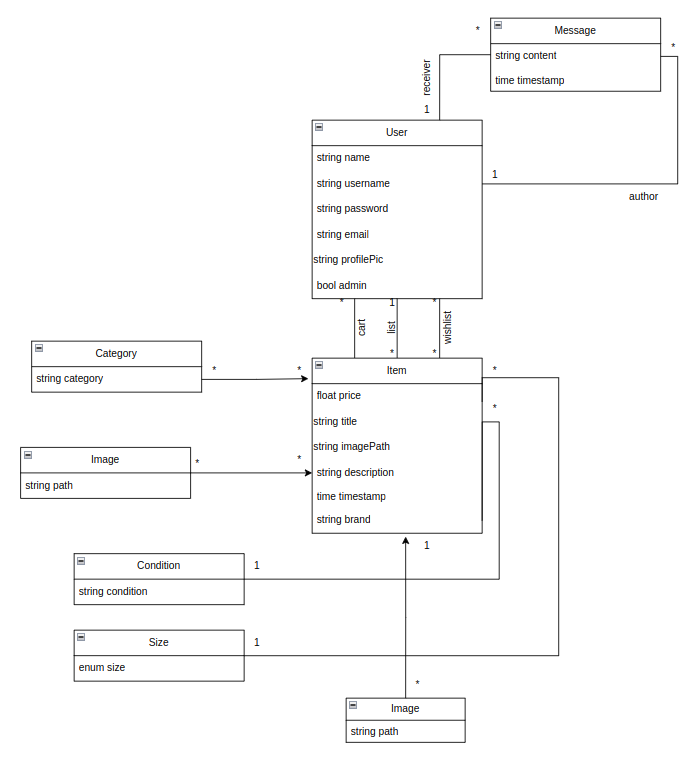 *
Message
*
string content
time timestamp
receiver
1
User
string name
1
string username
author
string password
string email
string profilePic
bool admin
*
1
*
cart
list
wishlist
*
*
Category
string category
*
*
Item
*
float price
*
string title
string imagePath
string description
time timestamp
string brand
Image
string path
*
*
Condition
string condition
1
1
Size
enum size
1
*
Image
string path